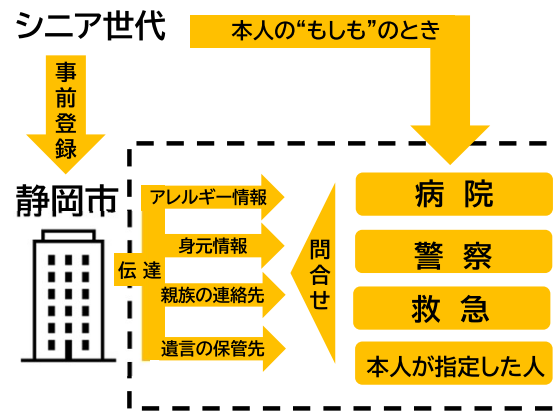 シニア世代
本人の“もしも”のとき
事前登録
静岡市
伝達
アレルギー情報
身元情報
親族の連絡先
遺言の保管先
問合せ
病院
警察
救急
本人が指定した人